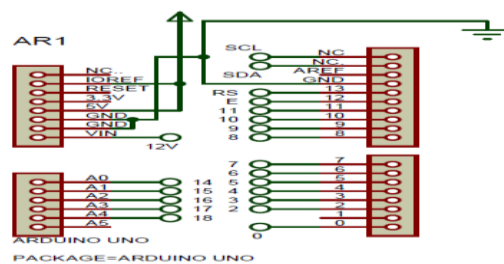 AR1
NC..
IOREF
RESET
3.3V
5V
GND
GND
VIN
12V
A0
A1
A2
A3
A4
A5
14
15
16
17
18
ARDUINO UNO
PACKAGE=ARDUINO UNO
SCL
SDA
RS
E
11
10
9
8
NC
NC.
AREF
GND
13
12
11
10
9
8
7
6
5
4
3
2
0
7
6
5
4
3
2
1
0